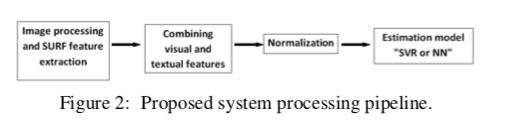 Image processing
and SURF feature
extraction
Combining
visual and
textual features
Normalization
Estimation model
"SVR or NN"
Figure 2: Proposed system processing pipeline.